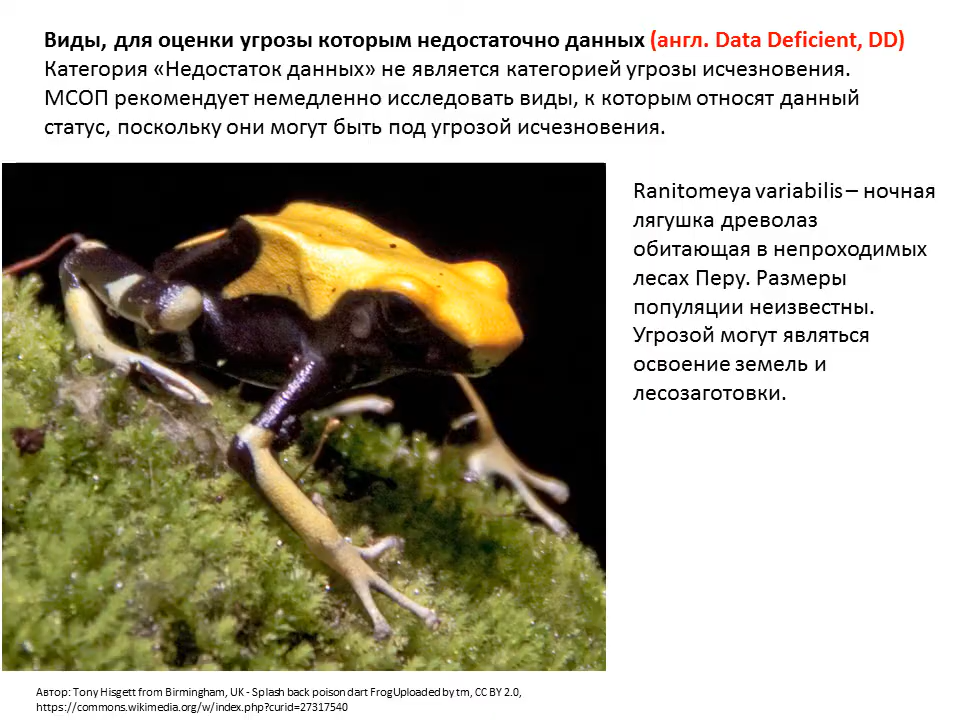 Виды, для оценки угрозы которым недостаточно данных (англ. Data Deficient, DD)
Категория «Недостаток данных» не является категорией угрозы исчезновения.
МСОП рекомендует немедленно исследовать виды, к которым относят данный
статус, поскольку они могут быть под угрозой исчезновения.
Ranitomeya variabilis – ночная
лягушка древолаз
обитающая в непроходимых
лесах Перу. Размеры
популяции неизвестны.
Угрозой могут являться
освоение земель и
лесозаготовки.
Автор: Tony Hisgett from Birmingham, UK - Splash back poison dart FrogUploaded by tm, CC BY 2.0,
https://commons.wikimedia.org/w/index.php?curid=27317540